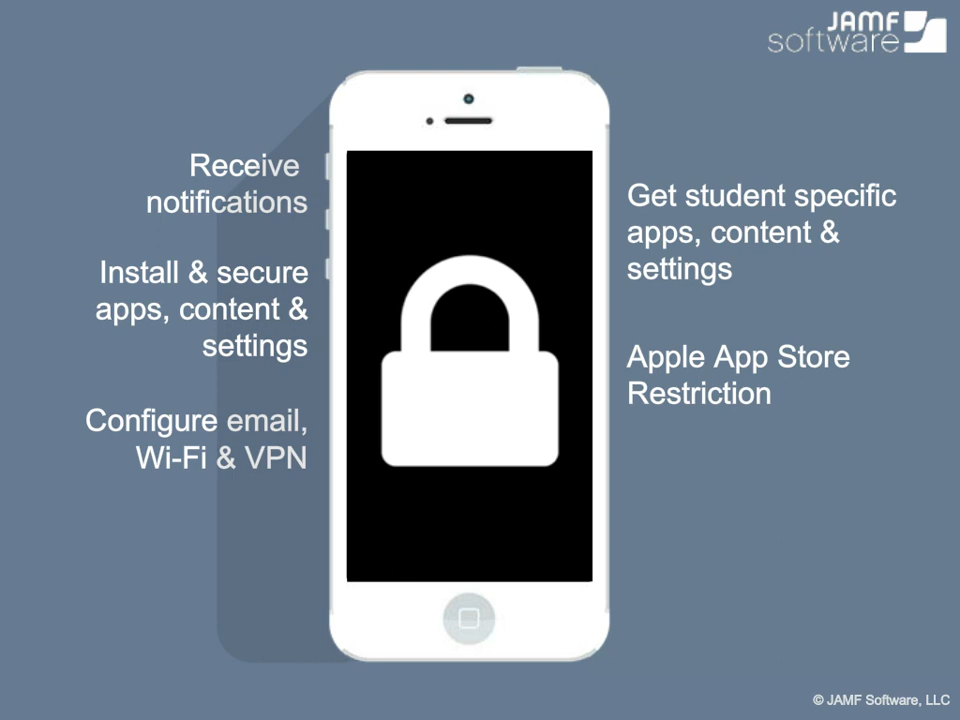 JAMF
software
Receive
notifications
Install & secure
apps, content &
settings
Configure email,
Wi-Fi & VPN
Get student specific
apps, content &
settings
Apple App Store
Restriction
© JAMF Software, LLC